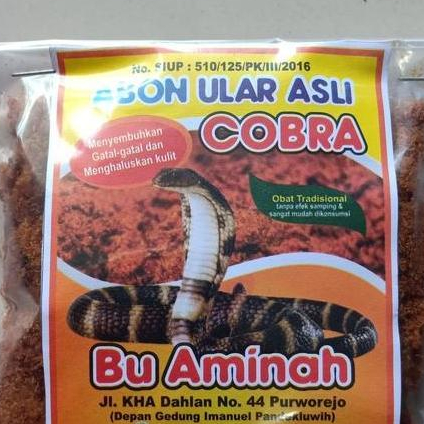 No. SIUP : 510/125/PK/III/2016
ABON ULAR ASLI
COBRA
Menyembuhkan
Gatal-gatal dan
Menghaluskan kulit
Obat Tradisional
tanpa efek samping &
sangat mudah dikonsumsi
Bu Aminah
Jl. KHA Dahlan No. 44 Purworejo
(Depan Gedung Imanuel Pandekluwih)